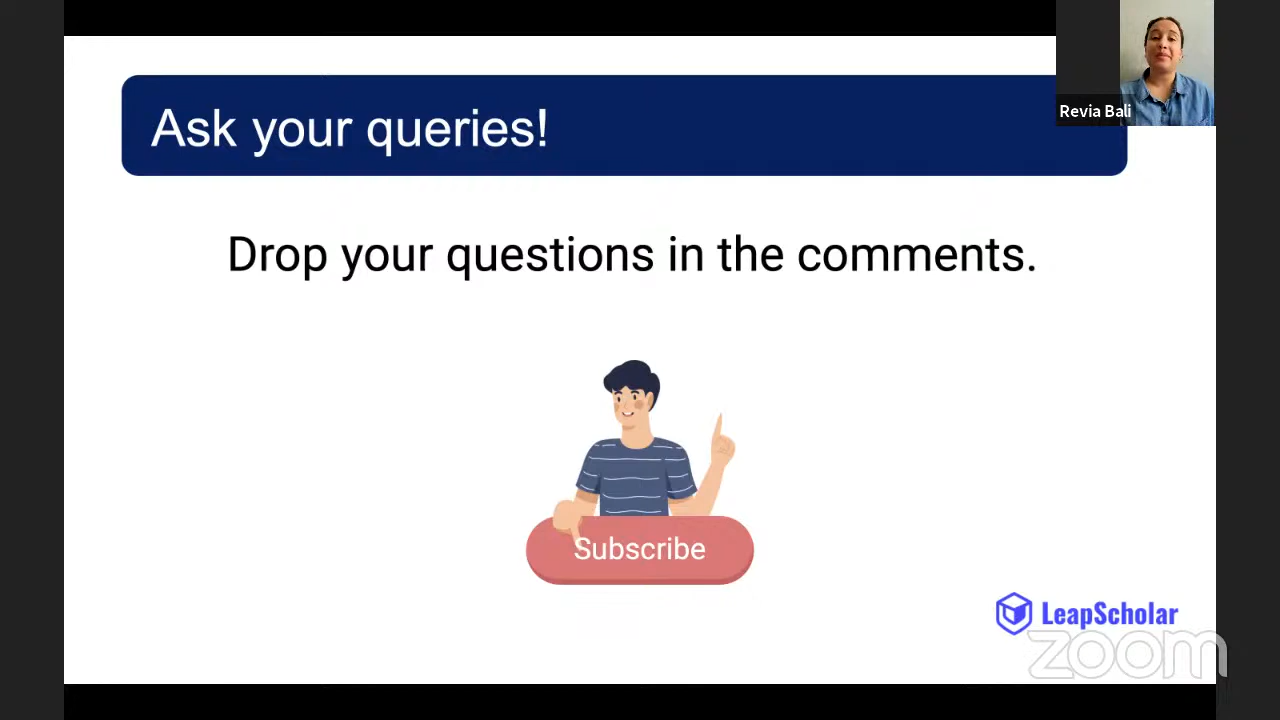 Ask your queries!
Revia Bali
Drop your questions in the comments.
Subscribe
LeapScholar
zoom